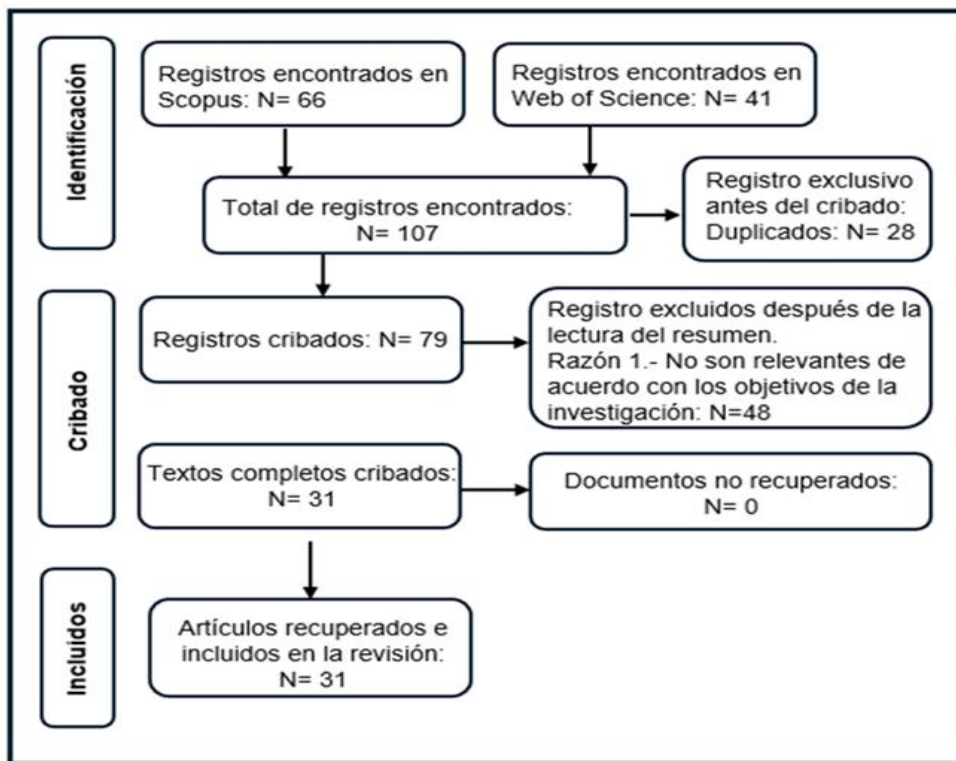 Identificación
Registros encontrados en
Scopus: N= 66
Registros encontrados en
Web of Science: N= 41
Total de registros encontrados:
N= 107
Registro exclusivo
antes del cribado:
Duplicados: N= 28
Cribado
Registros cribados: N= 79
Registro excluidos después de la
lectura del resumen.
Razón 1.- No son relevantes de
acuerdo con los objetivos de la
investigación: N=48
Textos completos cribados:
N= 31
Documentos no recuperados:
N= 0
Incluidos
Artículos recuperados e
incluidos en la revisión:
N= 31